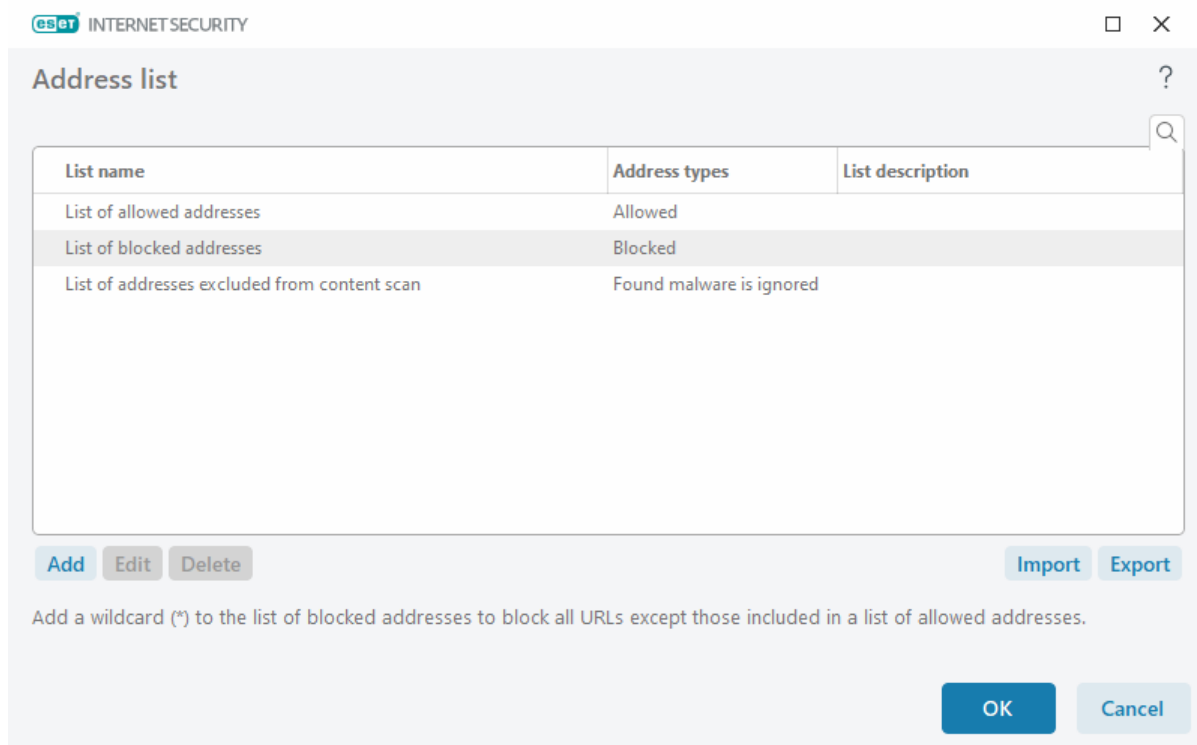 eset INTERNET SECURITY
Address list
?
List name Address types List description
List of allowed addresses Allowed
List of blocked addresses Blocked
List of addresses excluded from content scan Found malware is ignored
Add Edit Delete Import Export
Add a wildcard (*) to the list of blocked addresses to block all URLs except those included in a list of allowed addresses.
OK Cancel